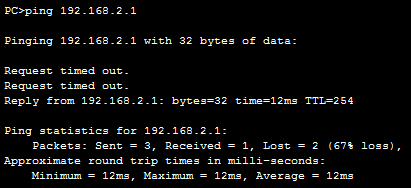 PC>ping 192.168.2.1
Pinging 192.168.2.1 with 32 bytes of data:
Request timed out.
Request timed out.
Reply from 192.168.2.1: bytes=32 time=12ms TTL=254
Ping statistics for 192.168.2.1:
Packets: Sent = 3, Received = 1, Lost = 2 (67% loss),
Approximate round trip times in milli-seconds:
Minimum = 12ms, Maximum = 12ms, Average = 12ms